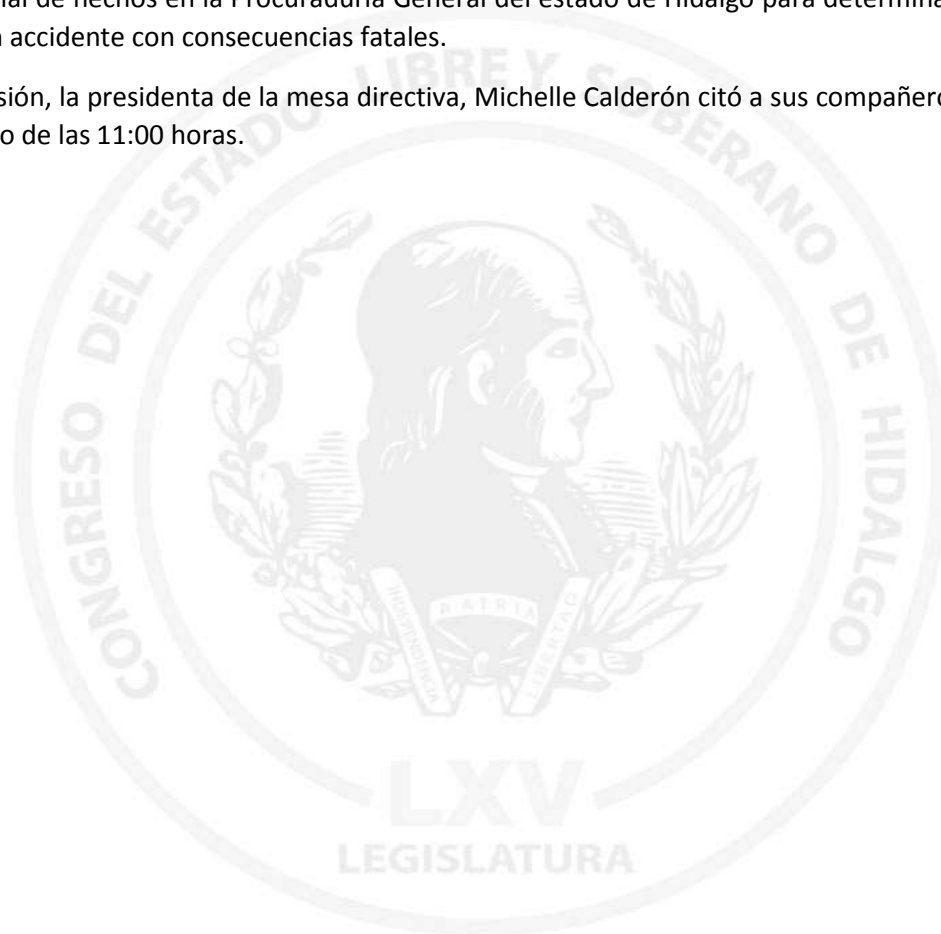 nal de hechos en la Procuraduría General del estado de Hidalgo para determina
accidente con consecuencias fatales.
sión, la presidenta de la mesa directiva, Michelle Calderón citó a sus compañero
o de las 11:00 horas.
CONGRESO DEL ESTADO LIBRE Y SOBERANO DE HIDALGO
PATRIA
LIBERTAD
LXV
LEGISLATURA